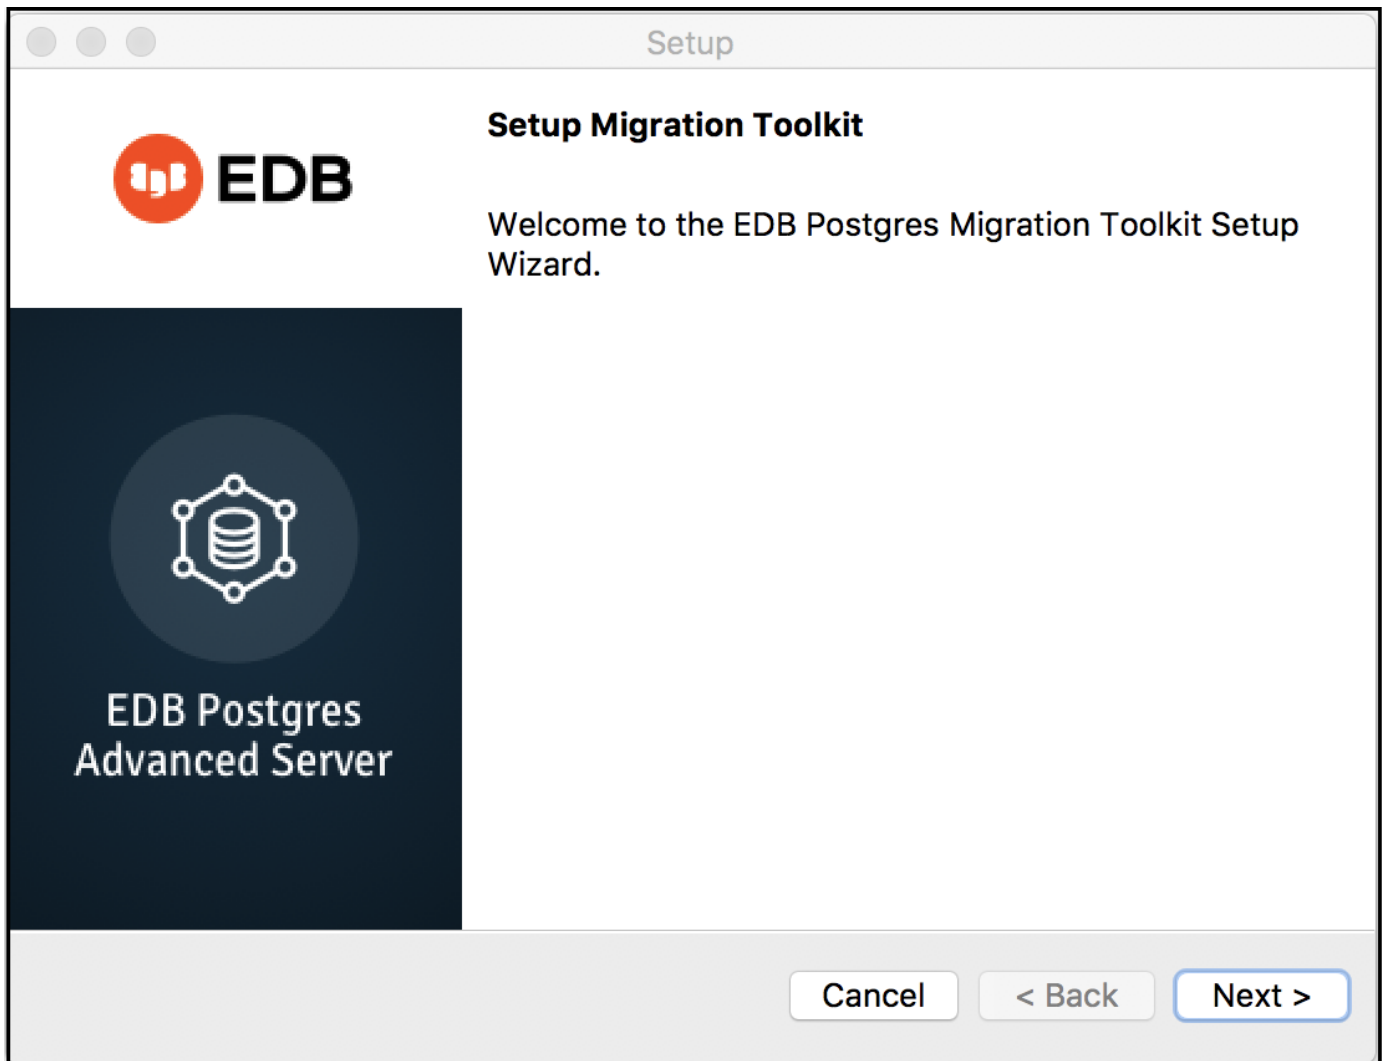 Setup
EDB
Setup Migration Toolkit
Welcome to the EDB Postgres Migration Toolkit Setup
Wizard.
EDB Postgres
Advanced Server
Cancel
< Back
Next >